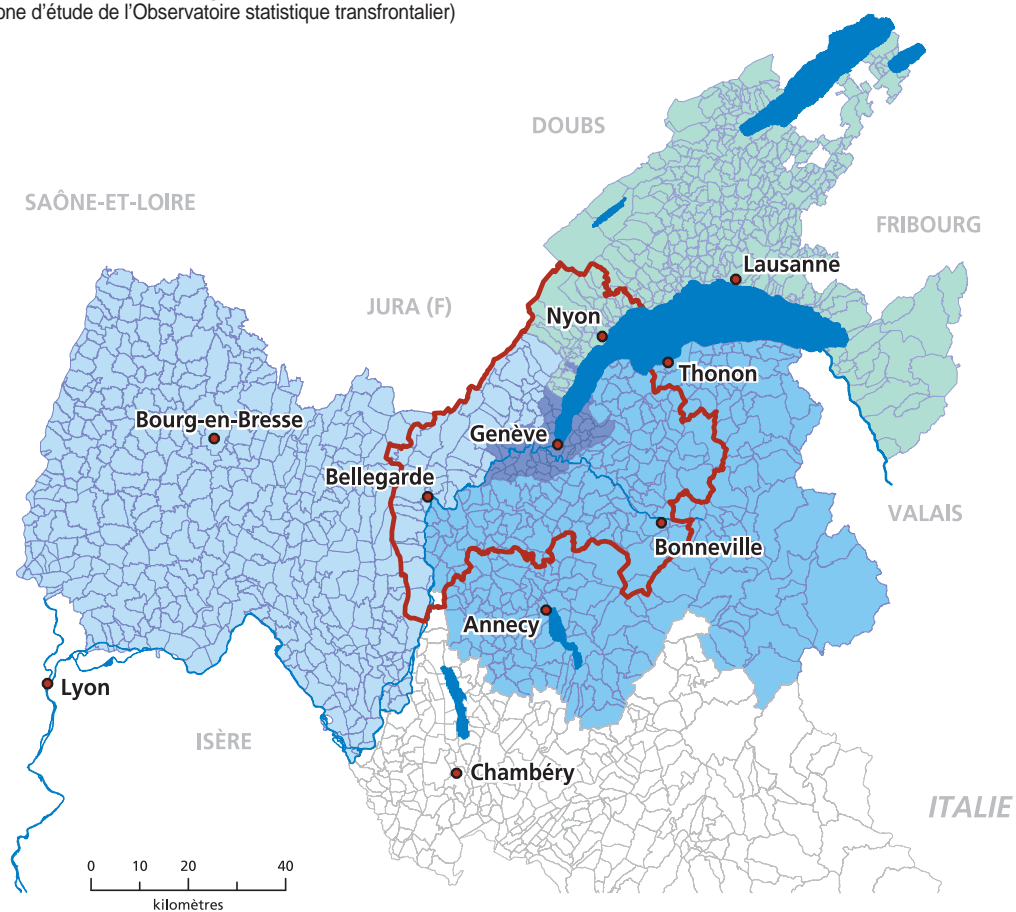 one d'étude de l'Observatoire statistique transfrontalier)
DOUBS
SAÔNE-ET-LOIRE
FRIBOURG
Lausanne
JURA (F)
Nyon
Thonon
Bourg-en-Bresse
Genève
Bellegarde
VALAIS
Bonneville
Annecy
Lyon
ISÈRE
Chambéry
ITALIE
0 10 20 40
kilomètres